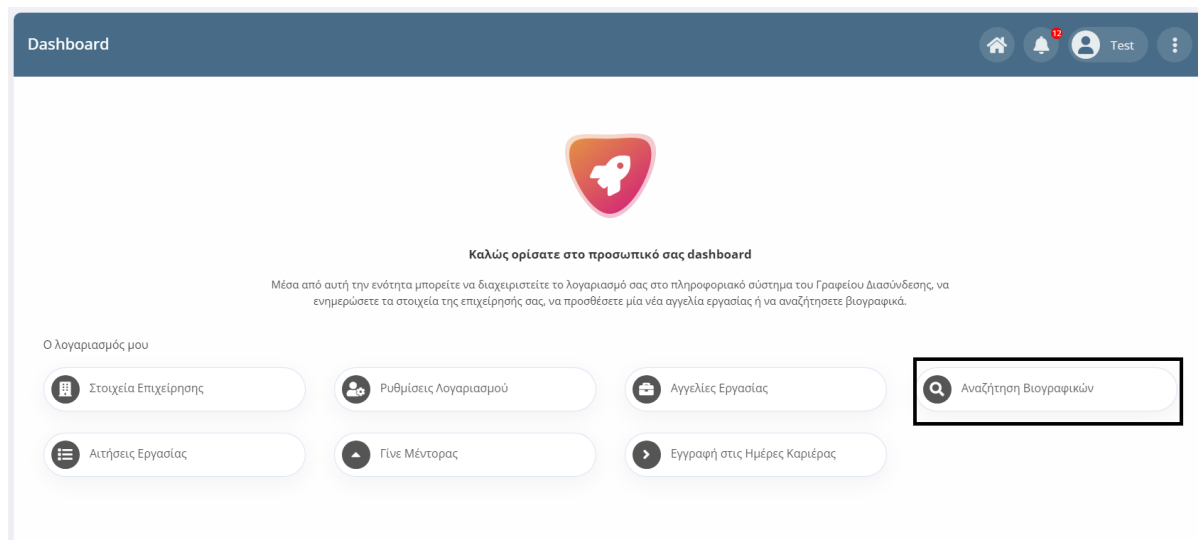 Dashboard
12
Test
Καλώς ορίσατε στο προσωπικό σας dashboard
Μέσα από αυτή την ενότητα μπορείτε να διαχειριστείτε το λογαριασμό σας στο πληροφοριακό σύστημα του Γραφείου Διασύνδεσης, να
ενημερώσετε τα στοιχεία της επιχείρησής σας, να προσθέσετε μία νέα αγγελία εργασίας ή να αναζητήσετε βιογραφικά.
Ο λογαριασμός μου
Στοιχεία Επιχείρησης
Ρυθμίσεις Λογαριασμού
Αγγελίες Εργασίας
Αναζήτηση Βιογραφικών
Αιτήσεις Εργασίας
Γίνε Μέντορας
Εγγραφή στις Ημέρες Καριέρας